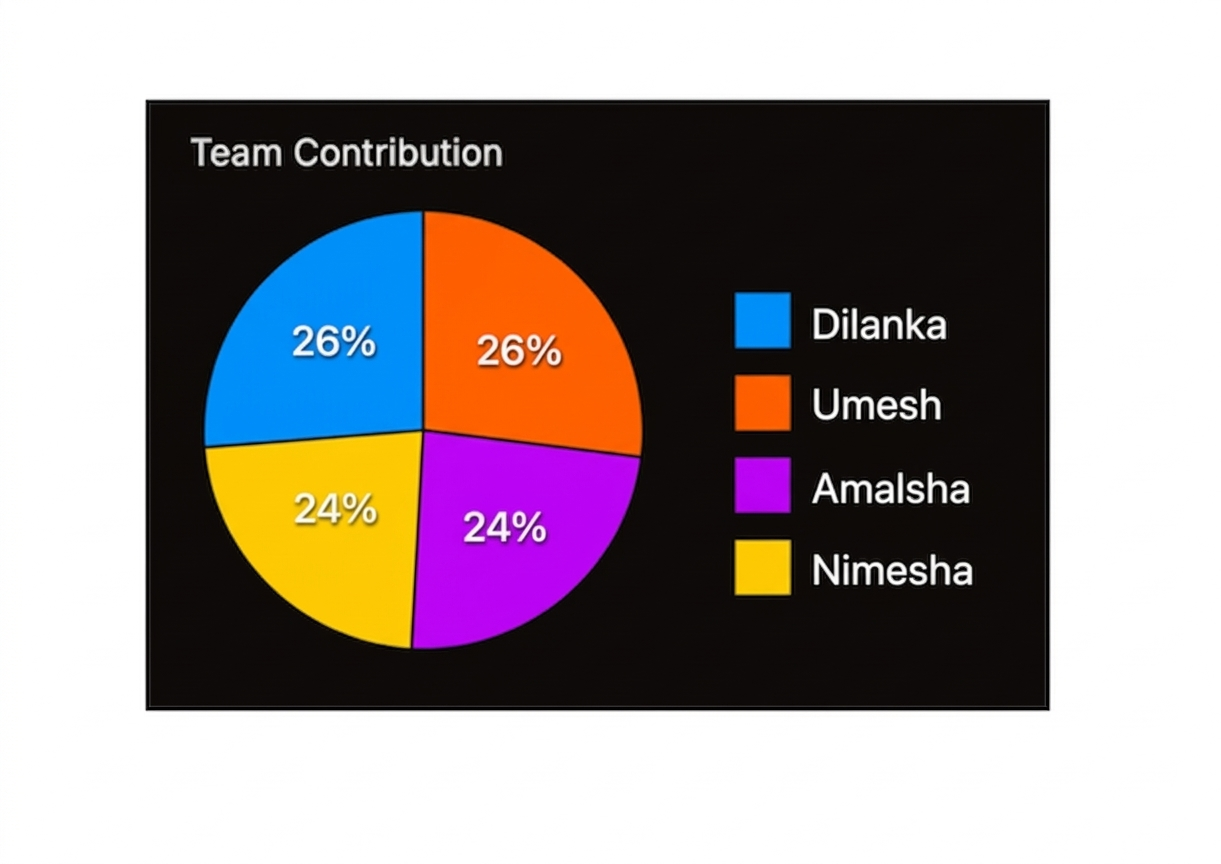 Team Contribution
26%
26%
24%
24%
Dilanka
Umesh
Amalsha
Nimesha